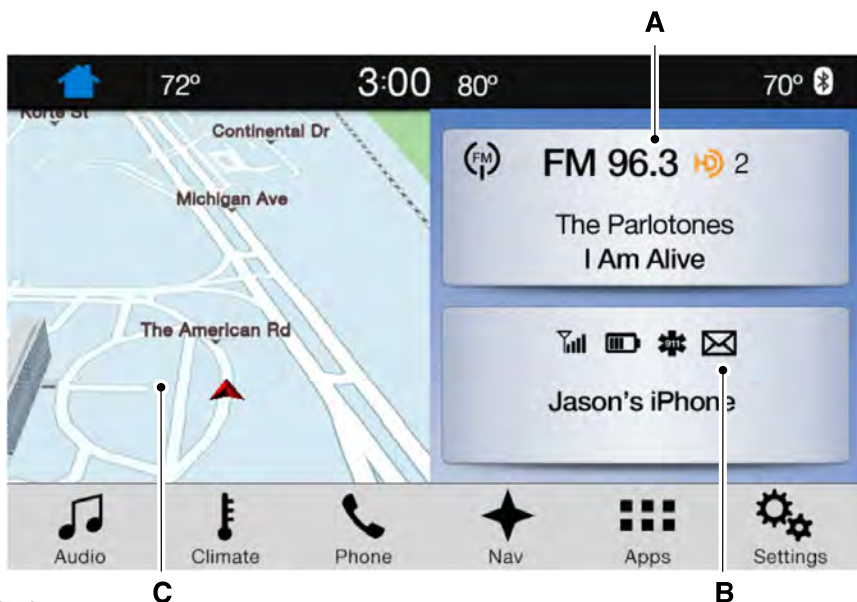 A
72° 3:00 80° 70°
Korte St
Continental Dr
Michigan Ave
The American Rd
FM FM 96.3 HD 2
The Parlotones
I Am Alive
Jason's iPhone
Audio Climate Phone Nav Apps Settings
C B